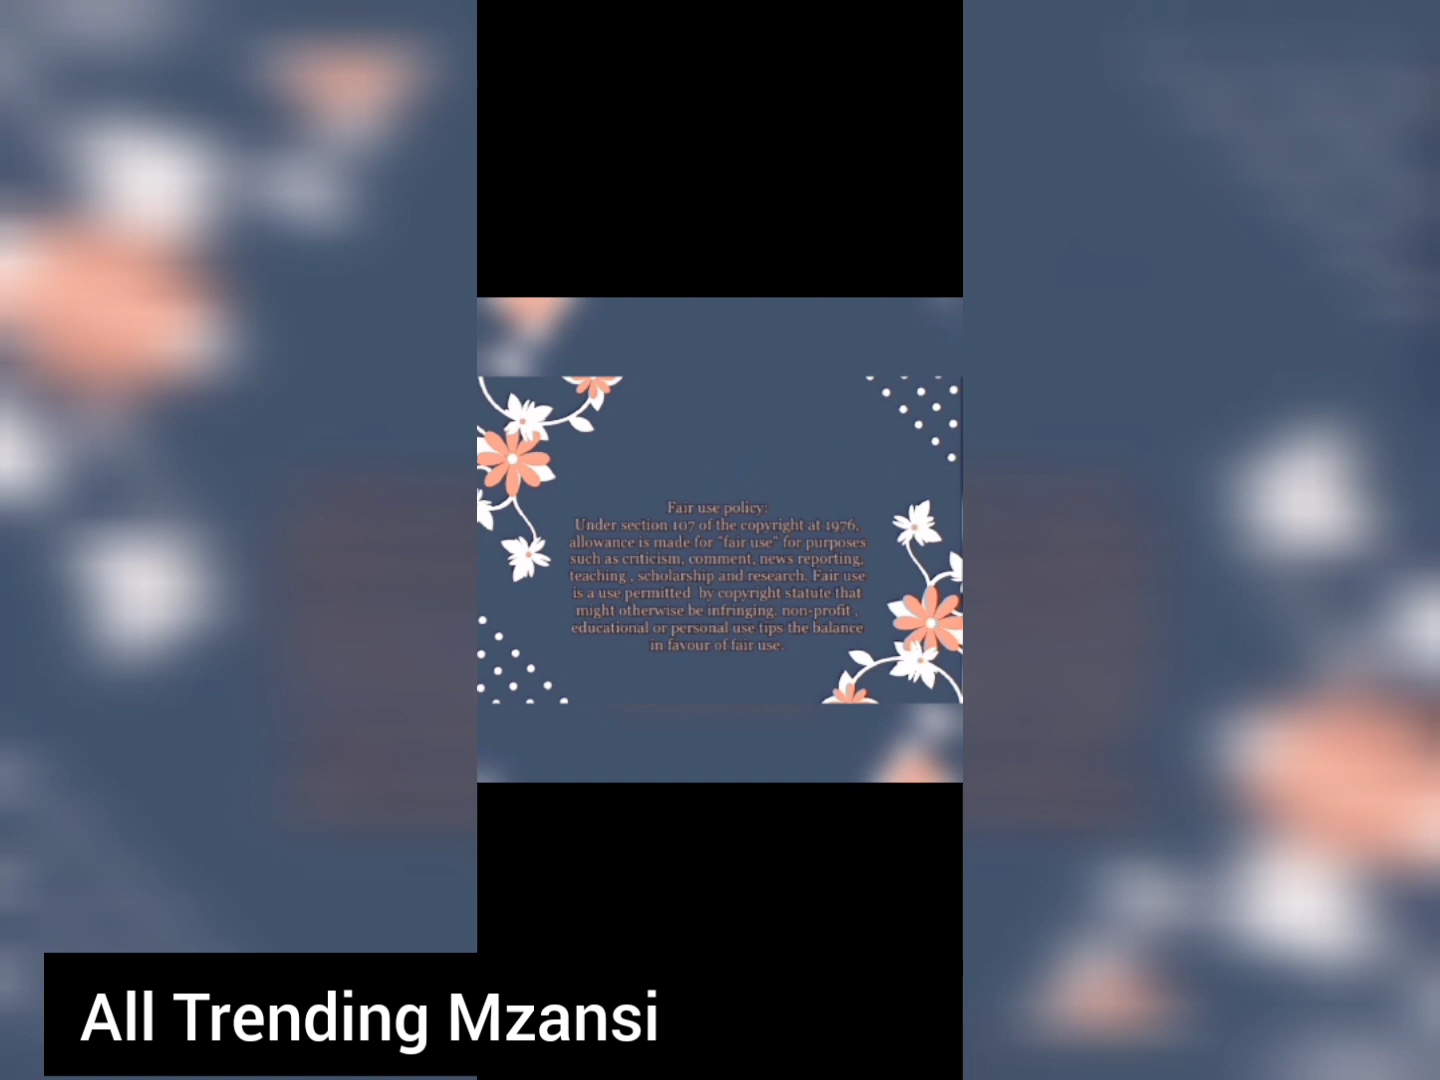 Fair use policy:
Under section 107 of the copyright at 1976,
allowance is made for "fair use" for purposes
such as criticism, comment, news reporting,
teaching , scholarship and research. Fair use
is a use permitted  by copyright statute that
might otherwise be infringing. non-profit ,
educational or personal use tips the balance
in favour of fair use.
All Trending Mzansi